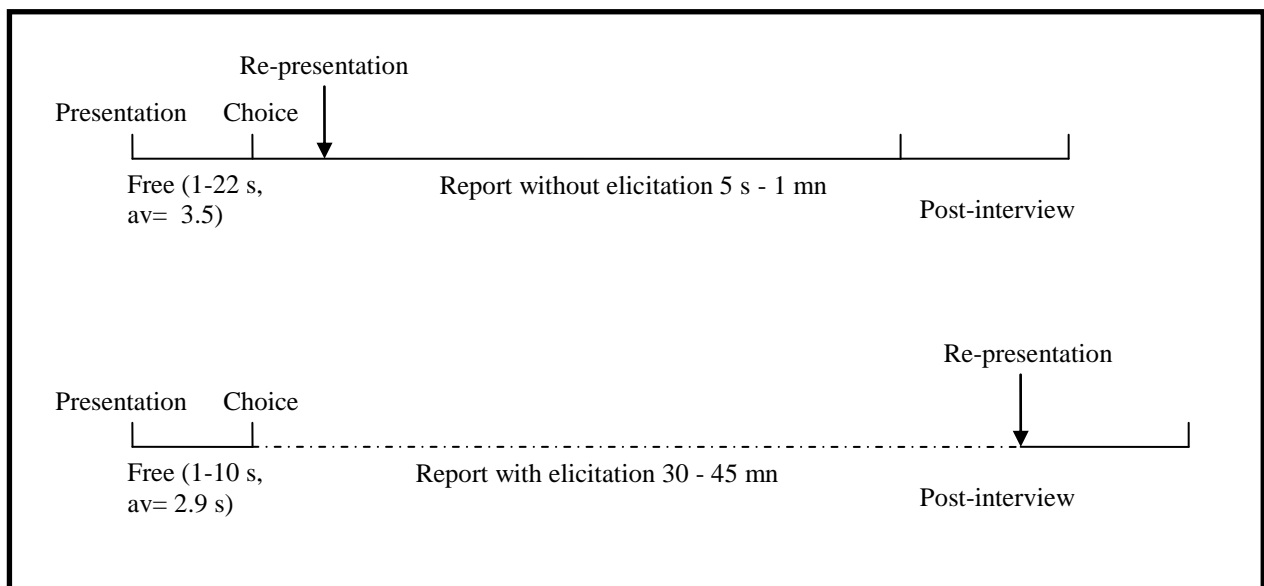 Re-presentation
Presentation Choice
Free (1-22 s,
av= 3.5)
Report without elicitation 5 s - 1 mn
Post-interview
Re-presentation
Presentation Choice
Free (1-10 s,
av= 2.9 s)
Report with elicitation 30 - 45 mn
Post-interview